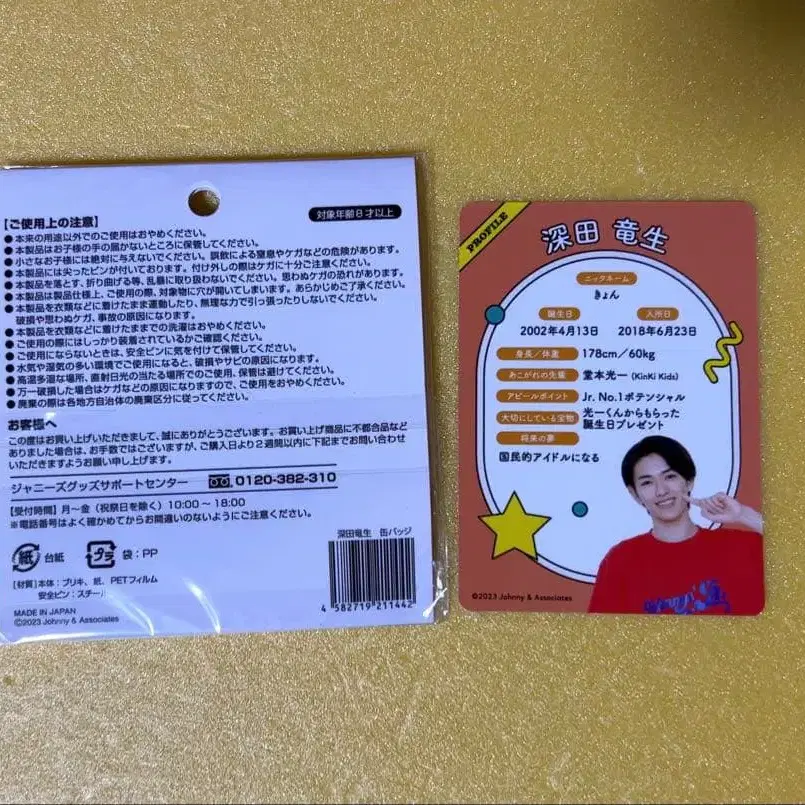 【ご使用上の注意】
対象年齢8才以上
●本来の用途以外でのご使用はおやめください。
●本製品はお子様の手の届かないところに保管してください。
●小さなお子様には絶対に与えないでください。誤飲による窒息やケガなどの危険があります。
●本製品には尖ったピンが付いております。付け外しの際はケガに十分ご注意ください。
●本製品を落とす、折り曲げる等、乱暴に取り扱わないでください。思わぬケガの恐れがあります。
●本製品は製品仕様上、ご使用の際、対象物に穴が開いてしまいます。あらかじめご了承ください。
●本製品を衣類などに着けたまま運動したり、無理な力で引っ張ったりしないでください。
破損や思わぬケガ、事故の原因になります。
●本製品を衣類などに着けたままでの洗濯はおやめください。
●ご使用の際にはしっかり装着されているかご確認ください。
●ご使用にならないときは、安全ピンに気を付けて保管してください。
●水気や湿気の多い環境でご使用になると、破損やサビの原因になります。
●高温多湿な場所、直射日光の当たる場所でのご使用、保管は避けてください。
●万一破損した場合はケガなどの原因になりますので、ご使用をおやめください。
●廃棄の際は各地方自治体の廃棄区分に従ってください。
お客様へ
この度はお買い上げいただきまして、誠にありがとうございます。お買い上げ商品に不都合品など
ありました場合は、お手数ではございますが、ご購入日より2週間以内に下記までお問い合わせ
いただきますようお願い申し上げます。
ジャニーズグッズサポートセンター 0120-382-310
【受付時間】月〜金(祝祭日を除く)10:00〜18:00
※電話番号はよく確かめてからお間違いのないようにご注意ください。
紙 台紙 プラ 袋:PP
【材質】本体:ブリキ、紙、PETフィルム
安全ピン:スチール
MADE IN JAPAN
©2023 Johnny & Associates
深田竜生 缶バッジ
4 582719 211442
PROFILE
深田 竜生
ニックネーム
きょん
誕生日
2002年4月13日
入所日
2018年6月23日
身長/体重 178cm/60kg
あこがれの先輩 堂本光一(KinKi Kids)
アピールポイント Jr. No.1ポテンシャル
大切にしている宝物 光一くんからもらった
誕生日プレゼント
将来の夢
国民的アイドルになる
©2023 Johnny & Associates